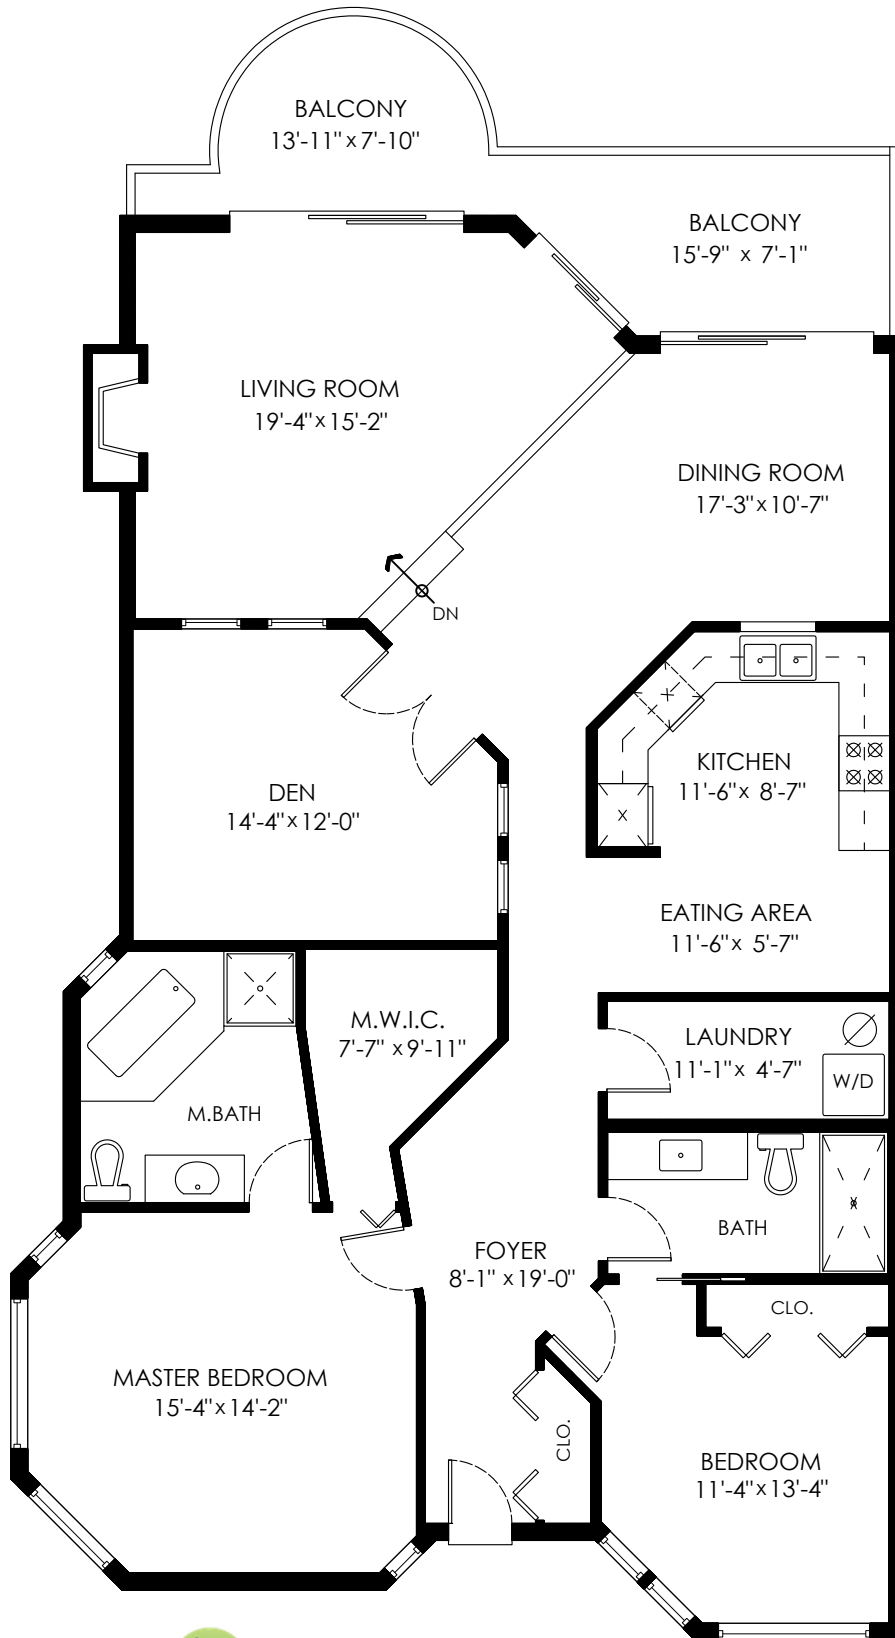 BALCONY
13'-11" x 7'-10"
BALCONY
15'-9" x 7'-1"
LIVING ROOM
19'-4" x 15'-2"
DINING ROOM
17'-3" x 10'-7"
DN
KITCHEN
11'-6" x 8'-7"
DEN
14'-4" x 12'-0"
EATING AREA
11'-6" x 5'-7"
M.W.I.C.
7'-7" x 9'-11"
LAUNDRY
11'-1" x 4'-7"
W/D
M.BATH
BATH
FOYER
8'-1" x 19'-0"
CLO.
MASTER BEDROOM
15'-4" x 14'-2"
CLO.
BEDROOM
11'-4" x 13'-4"